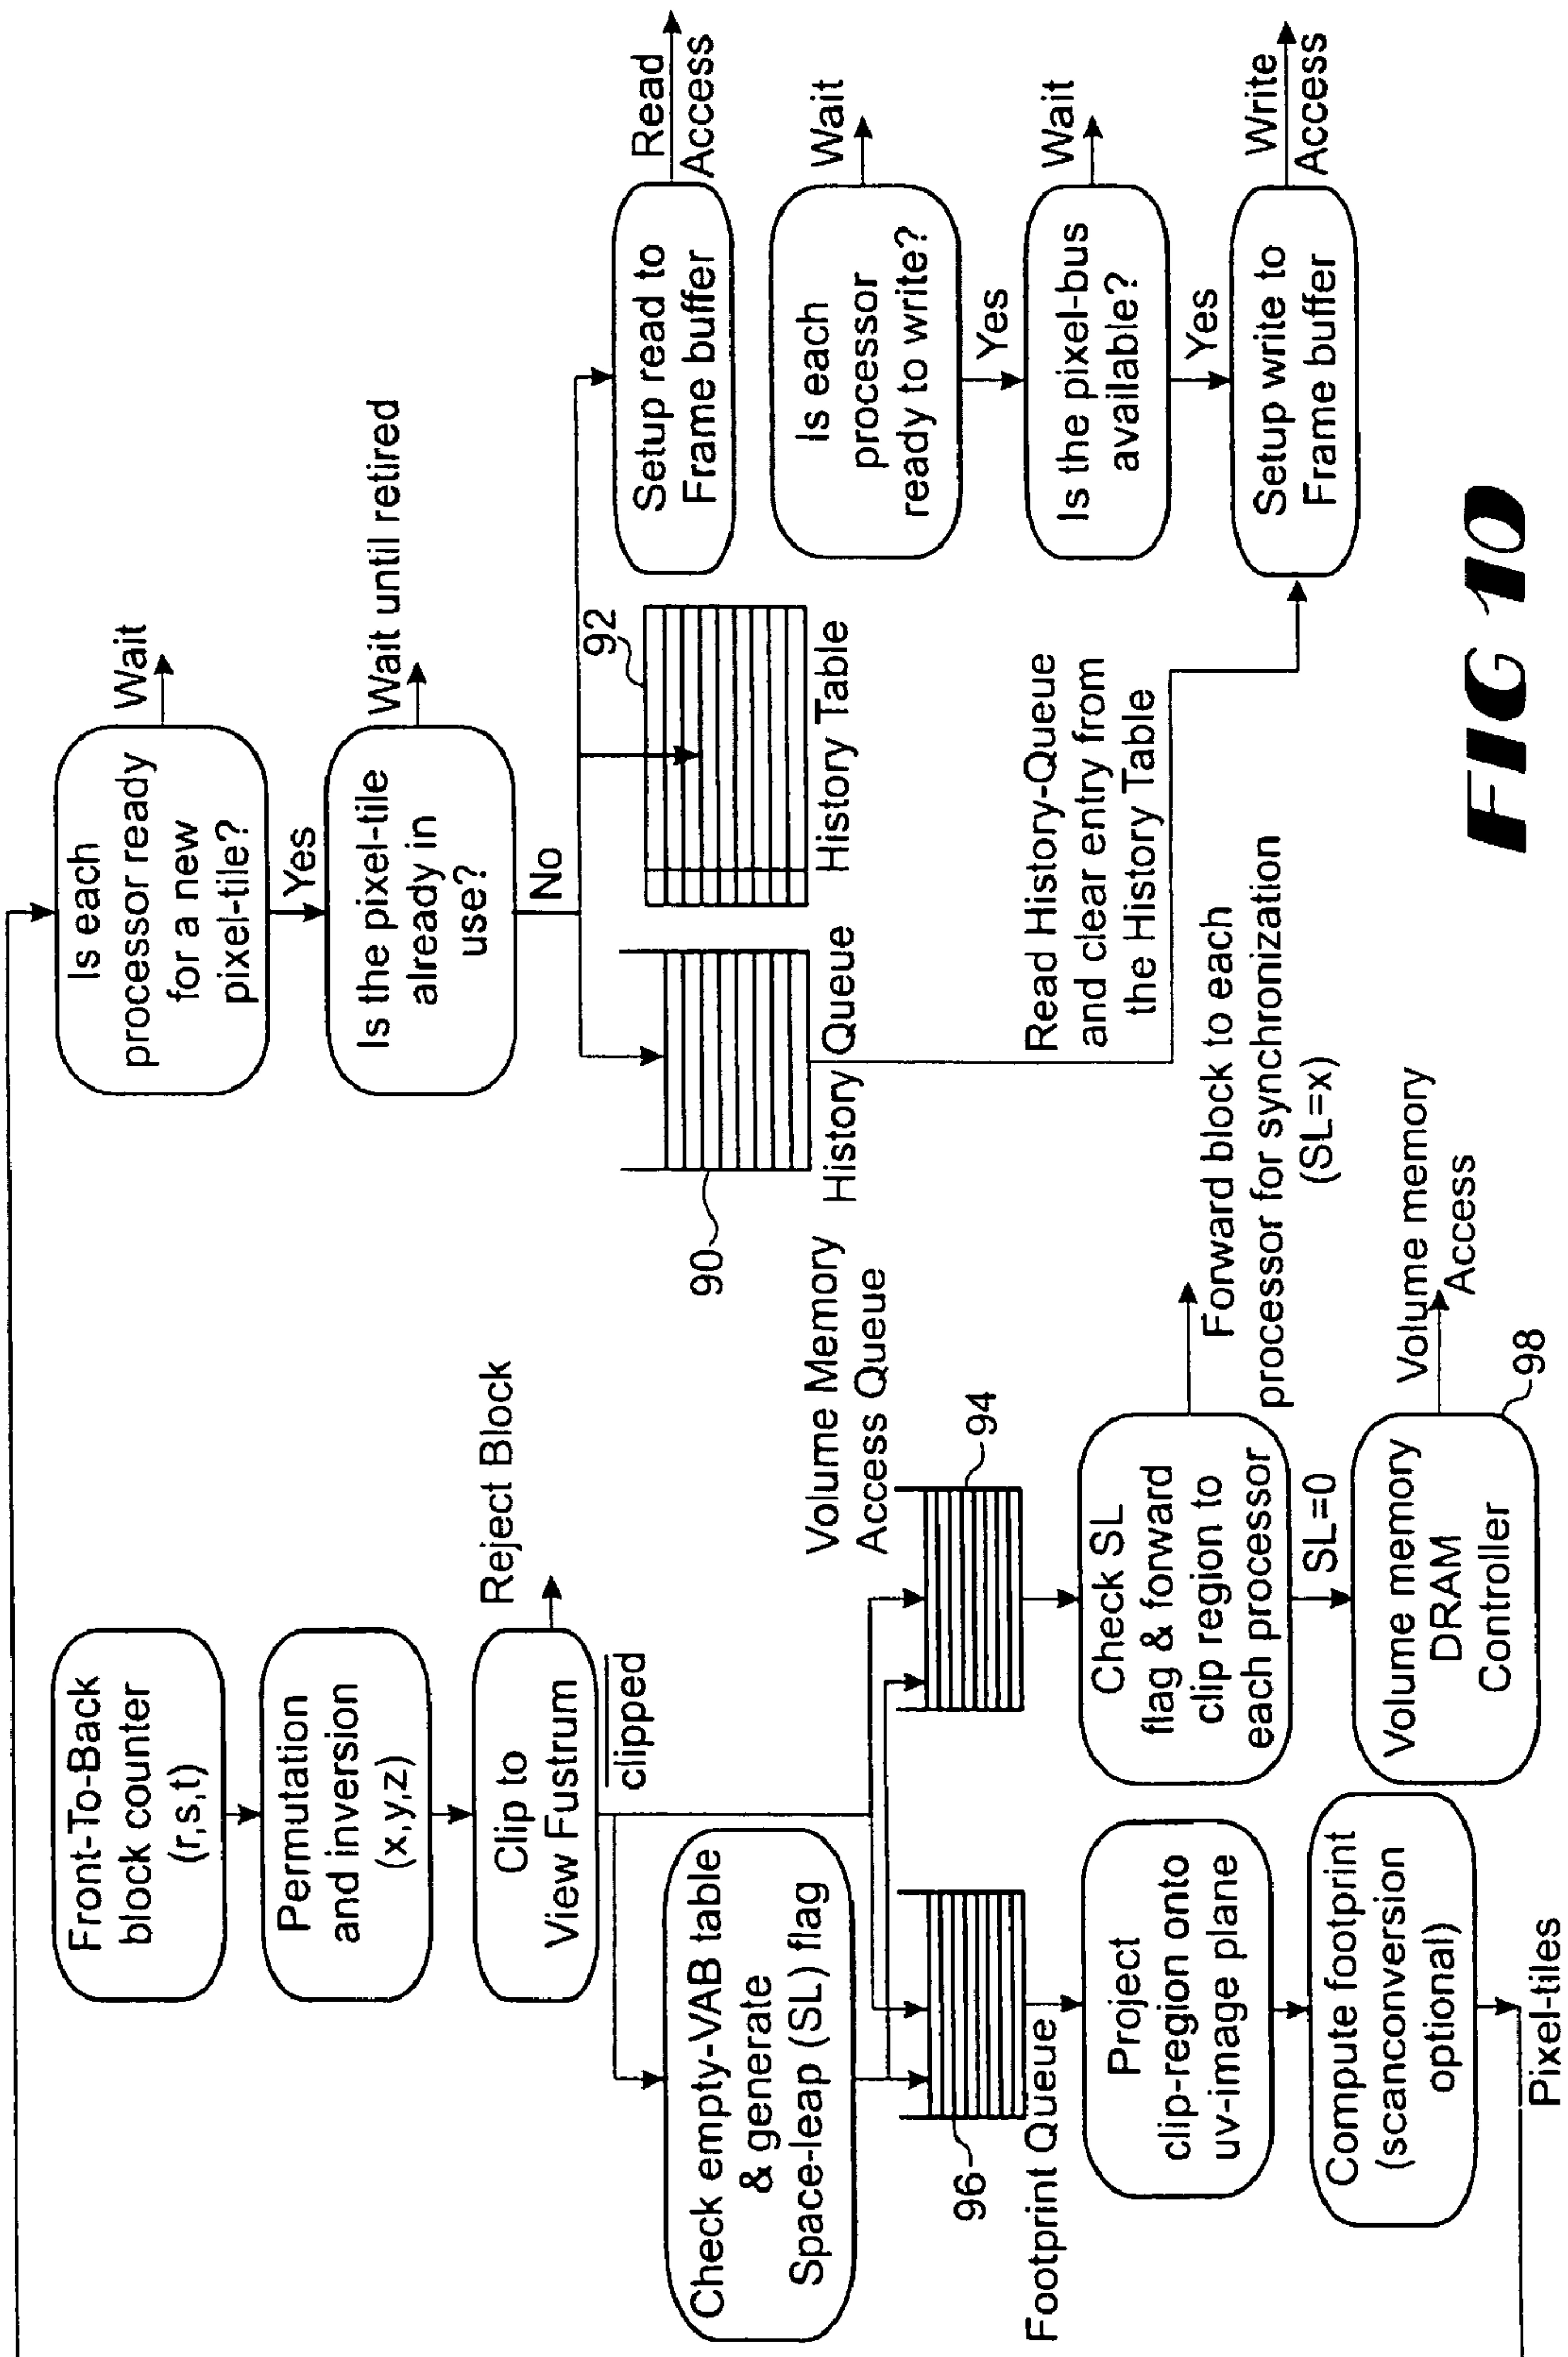 Front-To-Back
block counter
(r,s,t)
Permutation
and inversion
(x,y,z)
Clip to
View Fustrum
Reject Block
clipped
Check empty-VAB table
& generate
Space-leap (SL) flag
Volume Memory
Access Queue
96
94
Footprint Queue
Project
clip-region onto
uv-image plane
Compute footprint
(scanconversion
optional)
Pixel-tiles
Check SL
flag & forward
clip region to
each processor
Forward block to each
processor for synchronization
(SL=x)
SL=0
Volume memory
DRAM
Controller
98
Volume memory
Access
Is each
processor ready
for a new
pixel-tile?
Wait
Yes
Is the pixel-tile
already in
use?
Wait until retired
No
90
History Queue
92
History Table
Read History-Queue
and clear entry from
the History Table
Setup read to
Frame buffer
Read
Access
Is each
processor
ready to write?
Wait
Yes
Is the pixel-bus
available?
Wait
Yes
Setup write to
Frame buffer
Write
Access
FIG 10